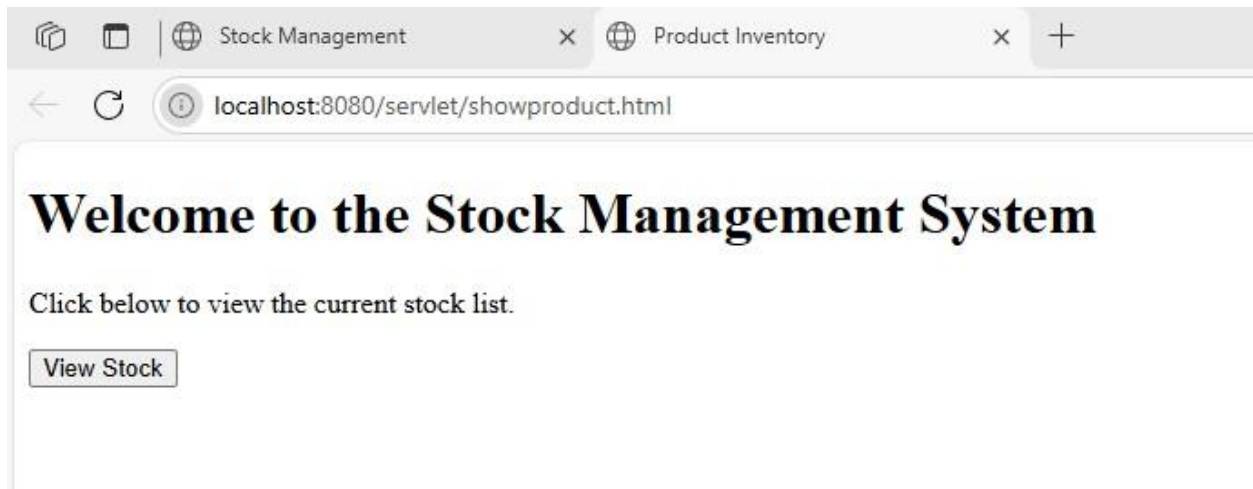 Stock Management
Product Inventory
localhost:8080/servlet/showproduct.html
Welcome to the Stock Management System
Click below to view the current stock list.
View Stock